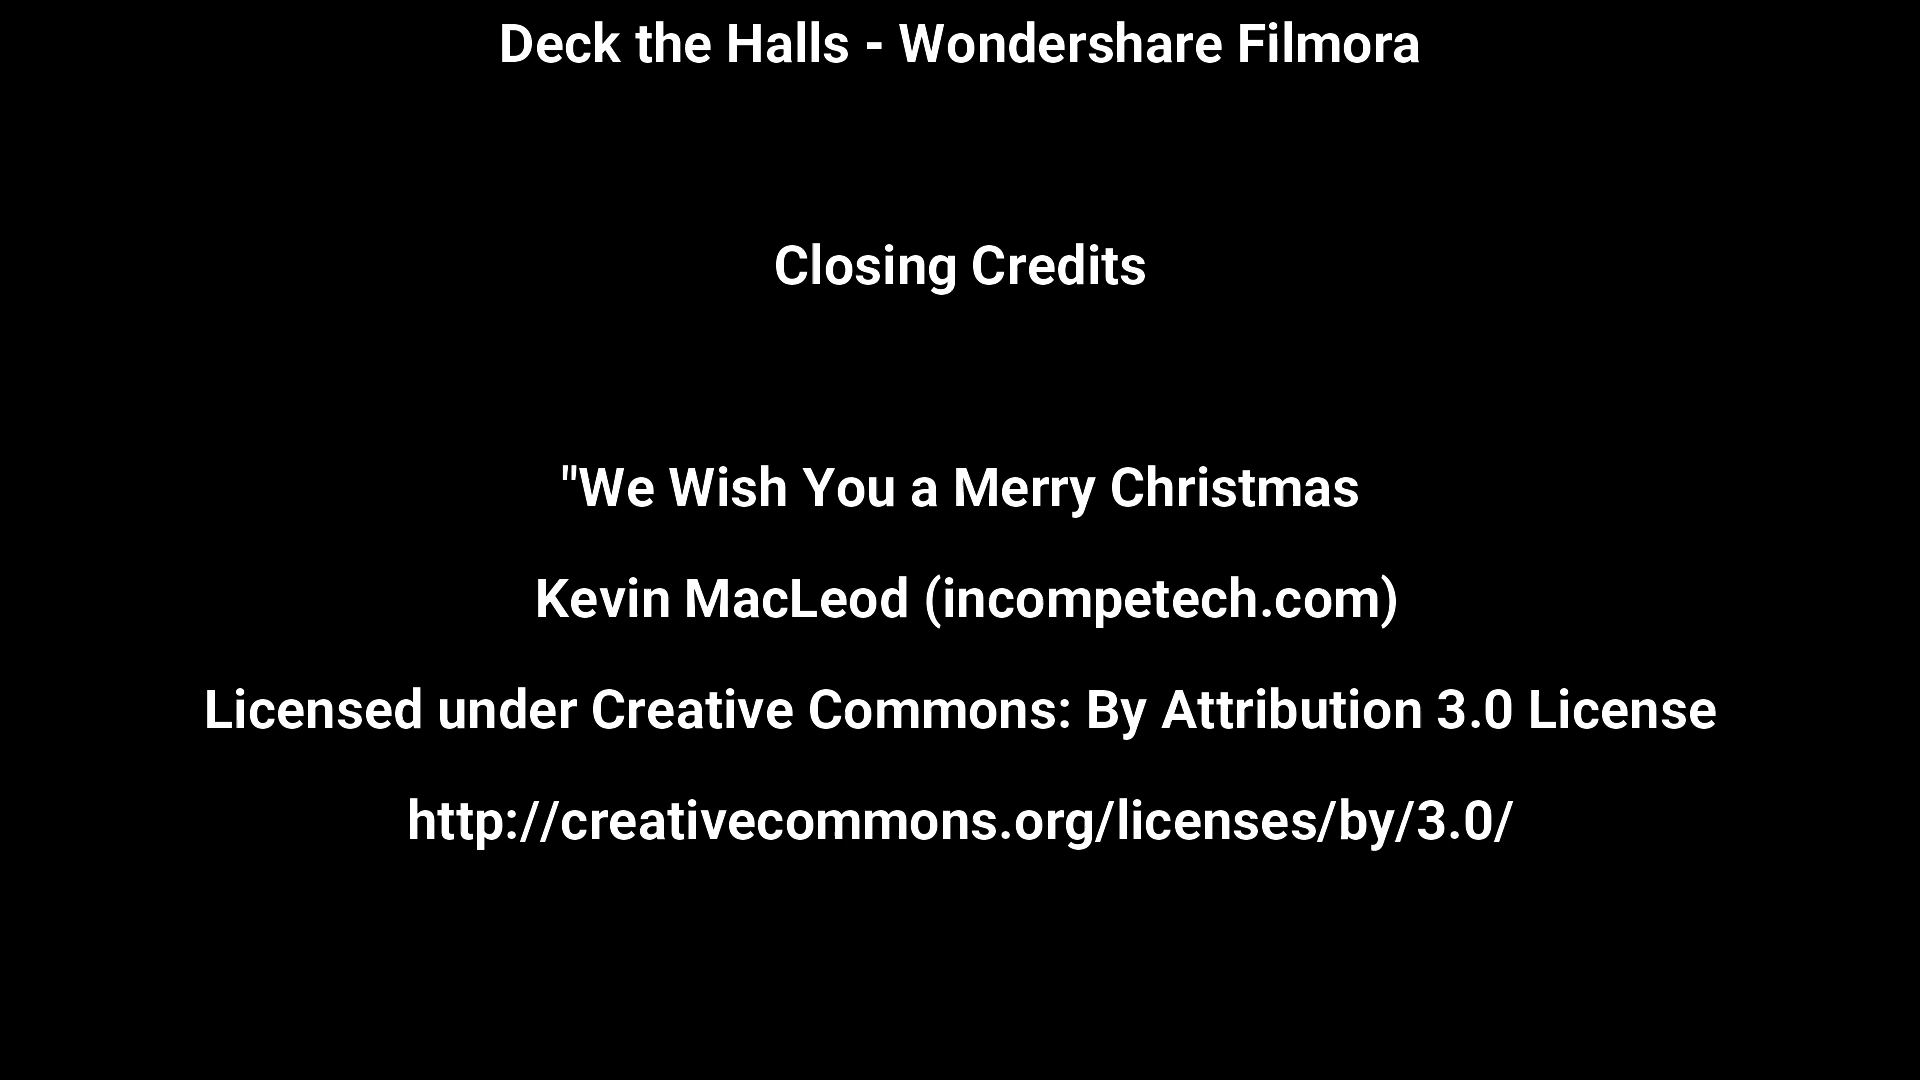 Deck the Halls - Wondershare Filmora
Closing Credits
"We Wish You a Merry Christmas
Kevin MacLeod (incompetech.com)
Licensed under Creative Commons: By Attribution 3.0 License
http://creativecommons.org/licenses/by/3.0/